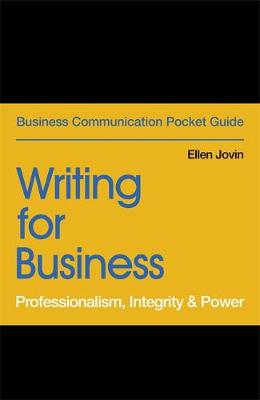 Business Communication Pocket Guide
Ellen Jovin
Writing
for
Business
Professionalism, Integrity & Power